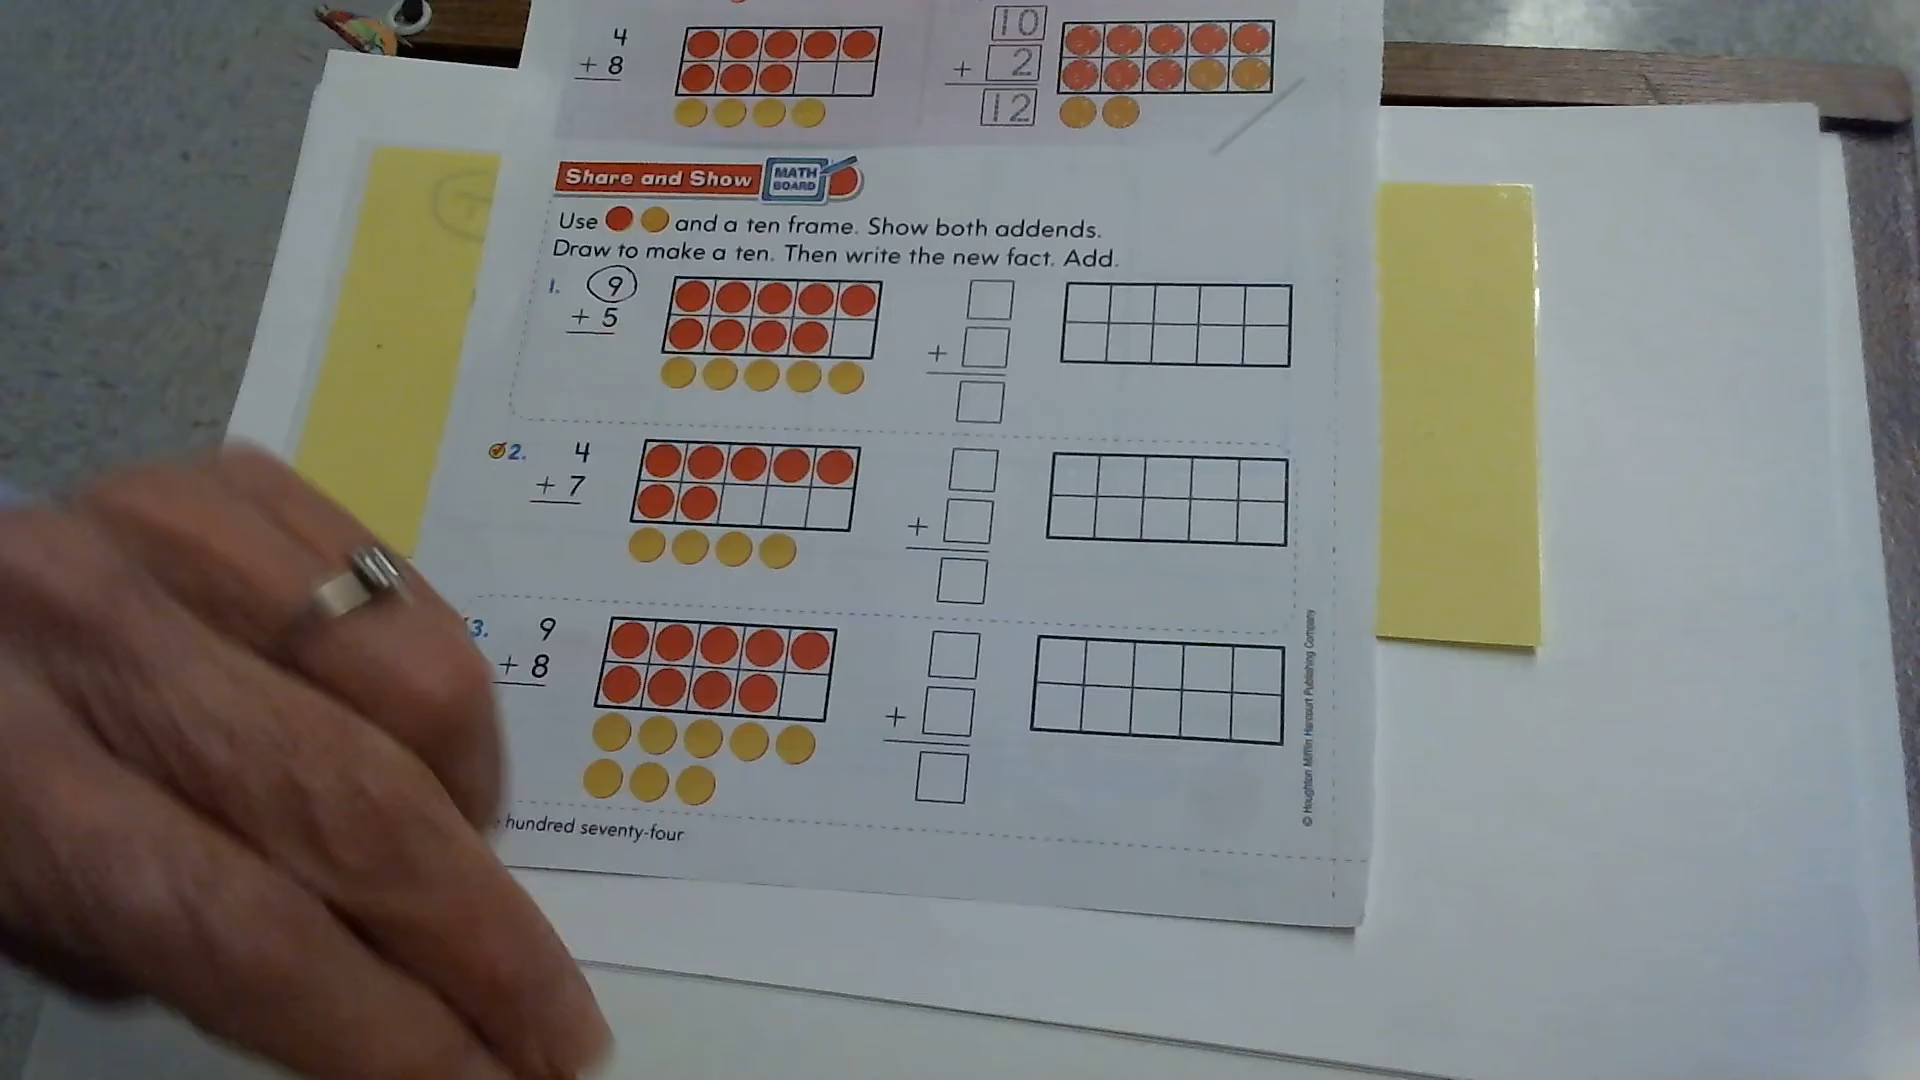 4
+ 8
10
+ 2
12
Share and Show
MATH
BOARD
Use and a ten frame. Show both addends.
Draw to make a ten. Then write the new fact. Add.
1. 9
+ 5
+
2. 4
+ 7
+
3. 9
+ 8
+
hundred seventy-four
© Houghton Mifflin Harcourt Publishing Company